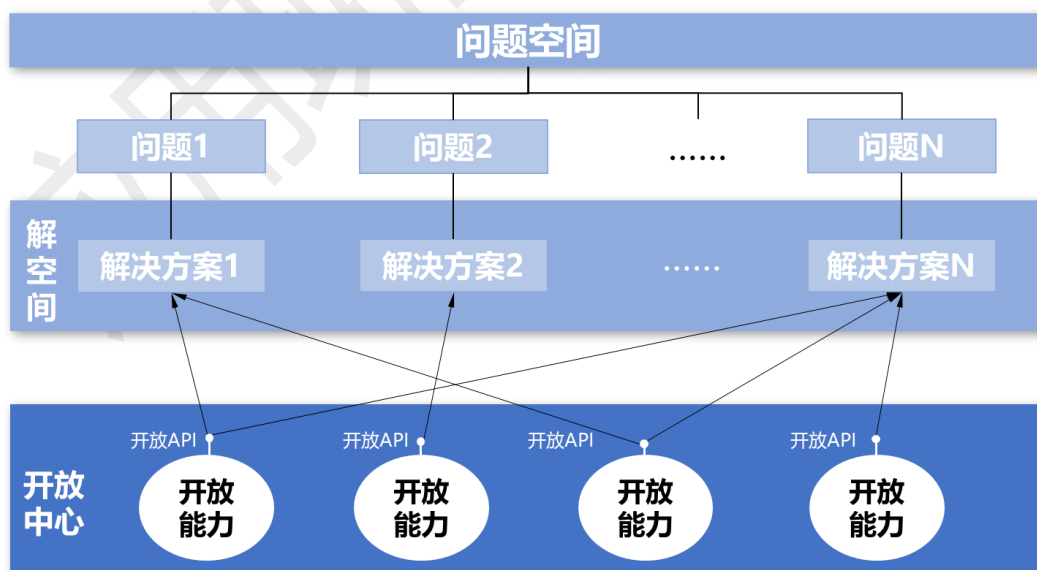 问题空间
问题1
问题2
......
问题N
解
空
间
解决方案1
解决方案2
......
解决方案N
开放API
开放API
开放API
开放API
开放
中心
开放
能力
开放
能力
开放
能力
开放
能力